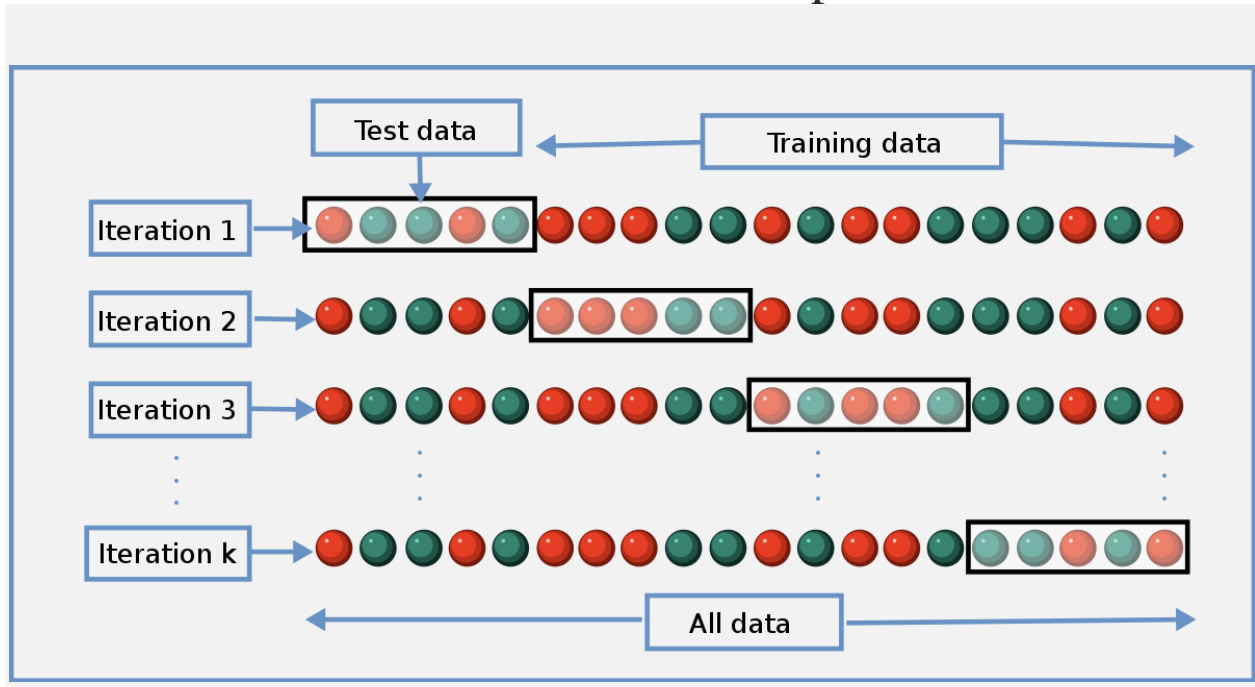 Test data
Training data
Iteration 1
Iteration 2
Iteration 3
Iteration k
All data